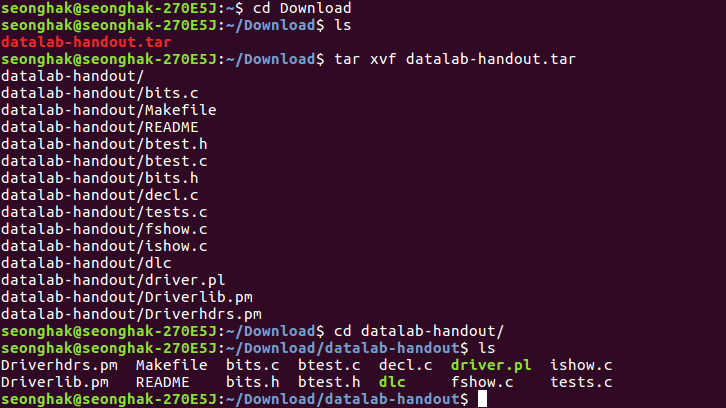 seonghak@seonghak-270E5J:~$ cd Download
seonghak@seonghak-270E5J:~/Download$ ls
datalab-handout.tar
seonghak@seonghak-270E5J:~/Download$ tar xvf datalab-handout.tar
datalab-handout/
datalab-handout/bits.c
datalab-handout/Makefile
datalab-handout/README
datalab-handout/btest.h
datalab-handout/btest.c
datalab-handout/bits.h
datalab-handout/decl.c
datalab-handout/tests.c
datalab-handout/fshow.c
datalab-handout/ishow.c
datalab-handout/dlc
datalab-handout/driver.pl
datalab-handout/Driverlib.pm
datalab-handout/Driverhdrs.pm
seonghak@seonghak-270E5J:~/Download$ cd datalab-handout/
seonghak@seonghak-270E5J:~/Download/datalab-handout$ ls
Driverhdrs.pm  Makefile  bits.c  btest.c  decl.c  driver.pl  ishow.c
Driverlib.pm   README    bits.h  btest.h  dlc     fshow.c    tests.c
seonghak@seonghak-270E5J:~/Download/datalab-handout$